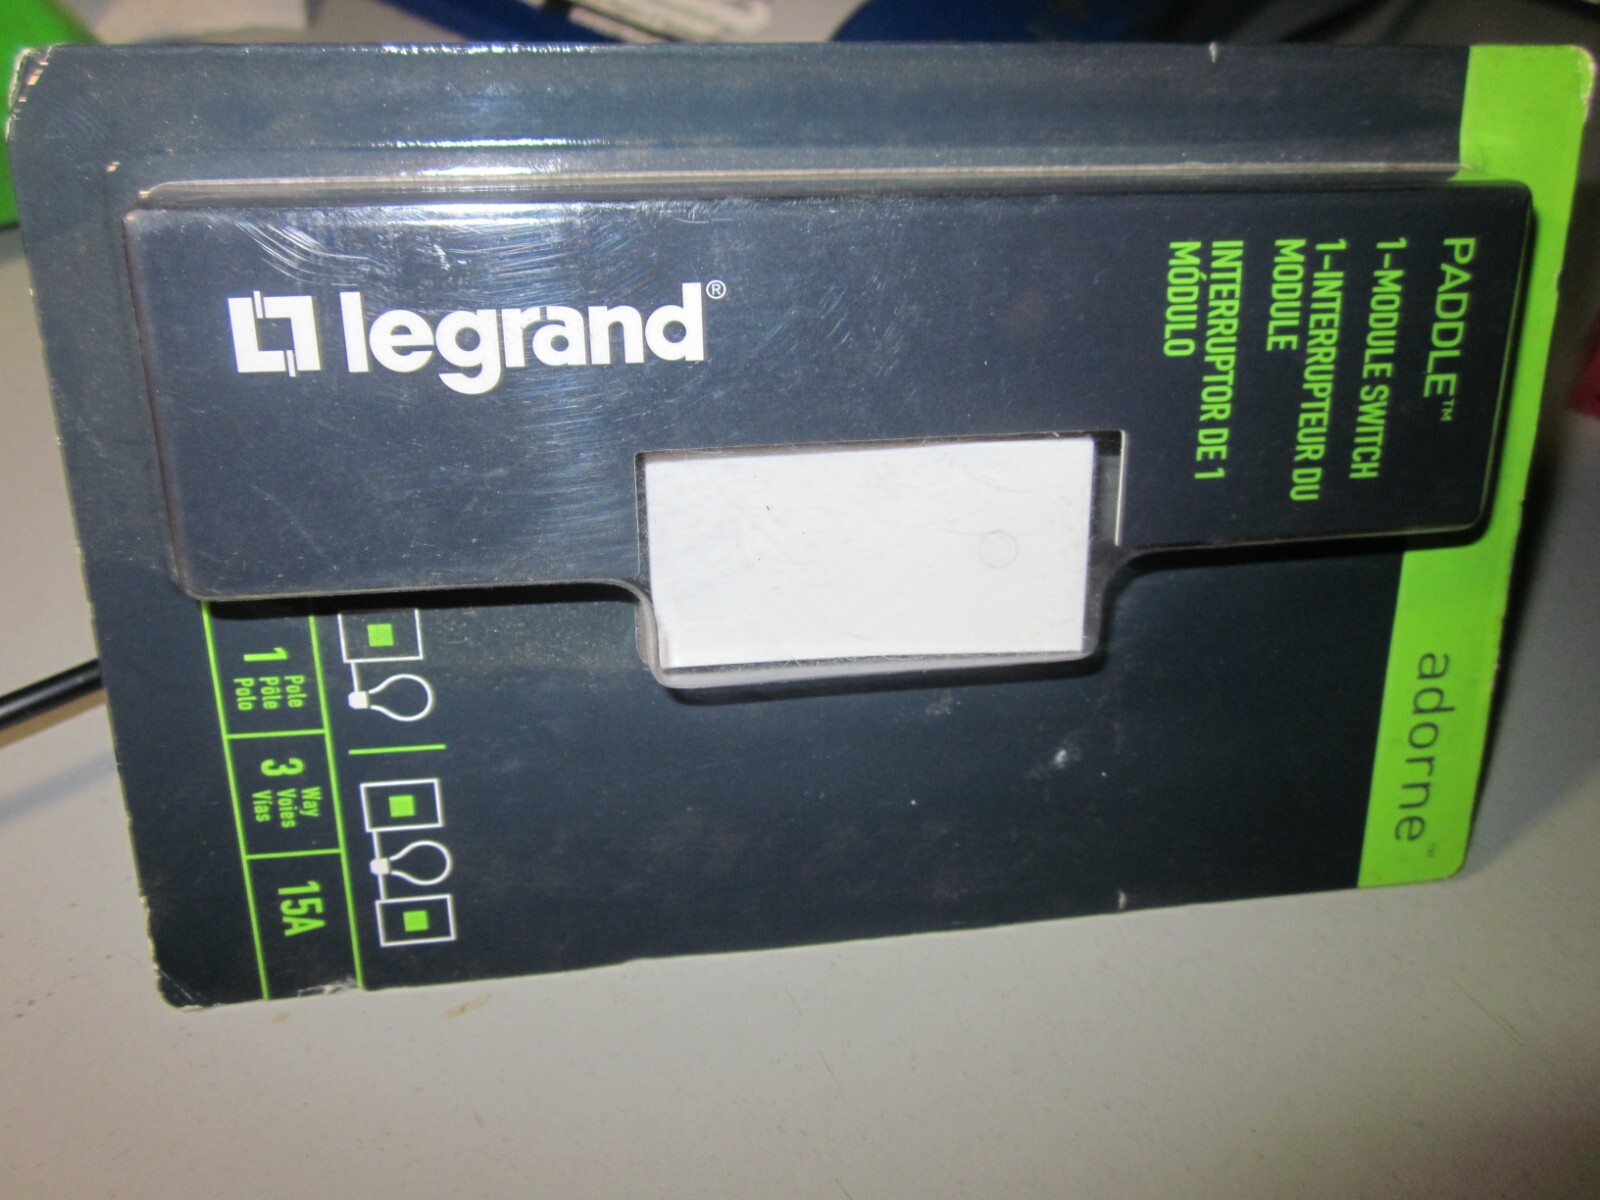 legrand®
PADDLE™
1-MODULE SWITCH
1-INTERRUPTEUR DU
MODULE
INTERRUPTOR DE 1
MÓDULO
adorne™
1 Pole
Pôle
Polo
3 Way
Voies
Vías
15A